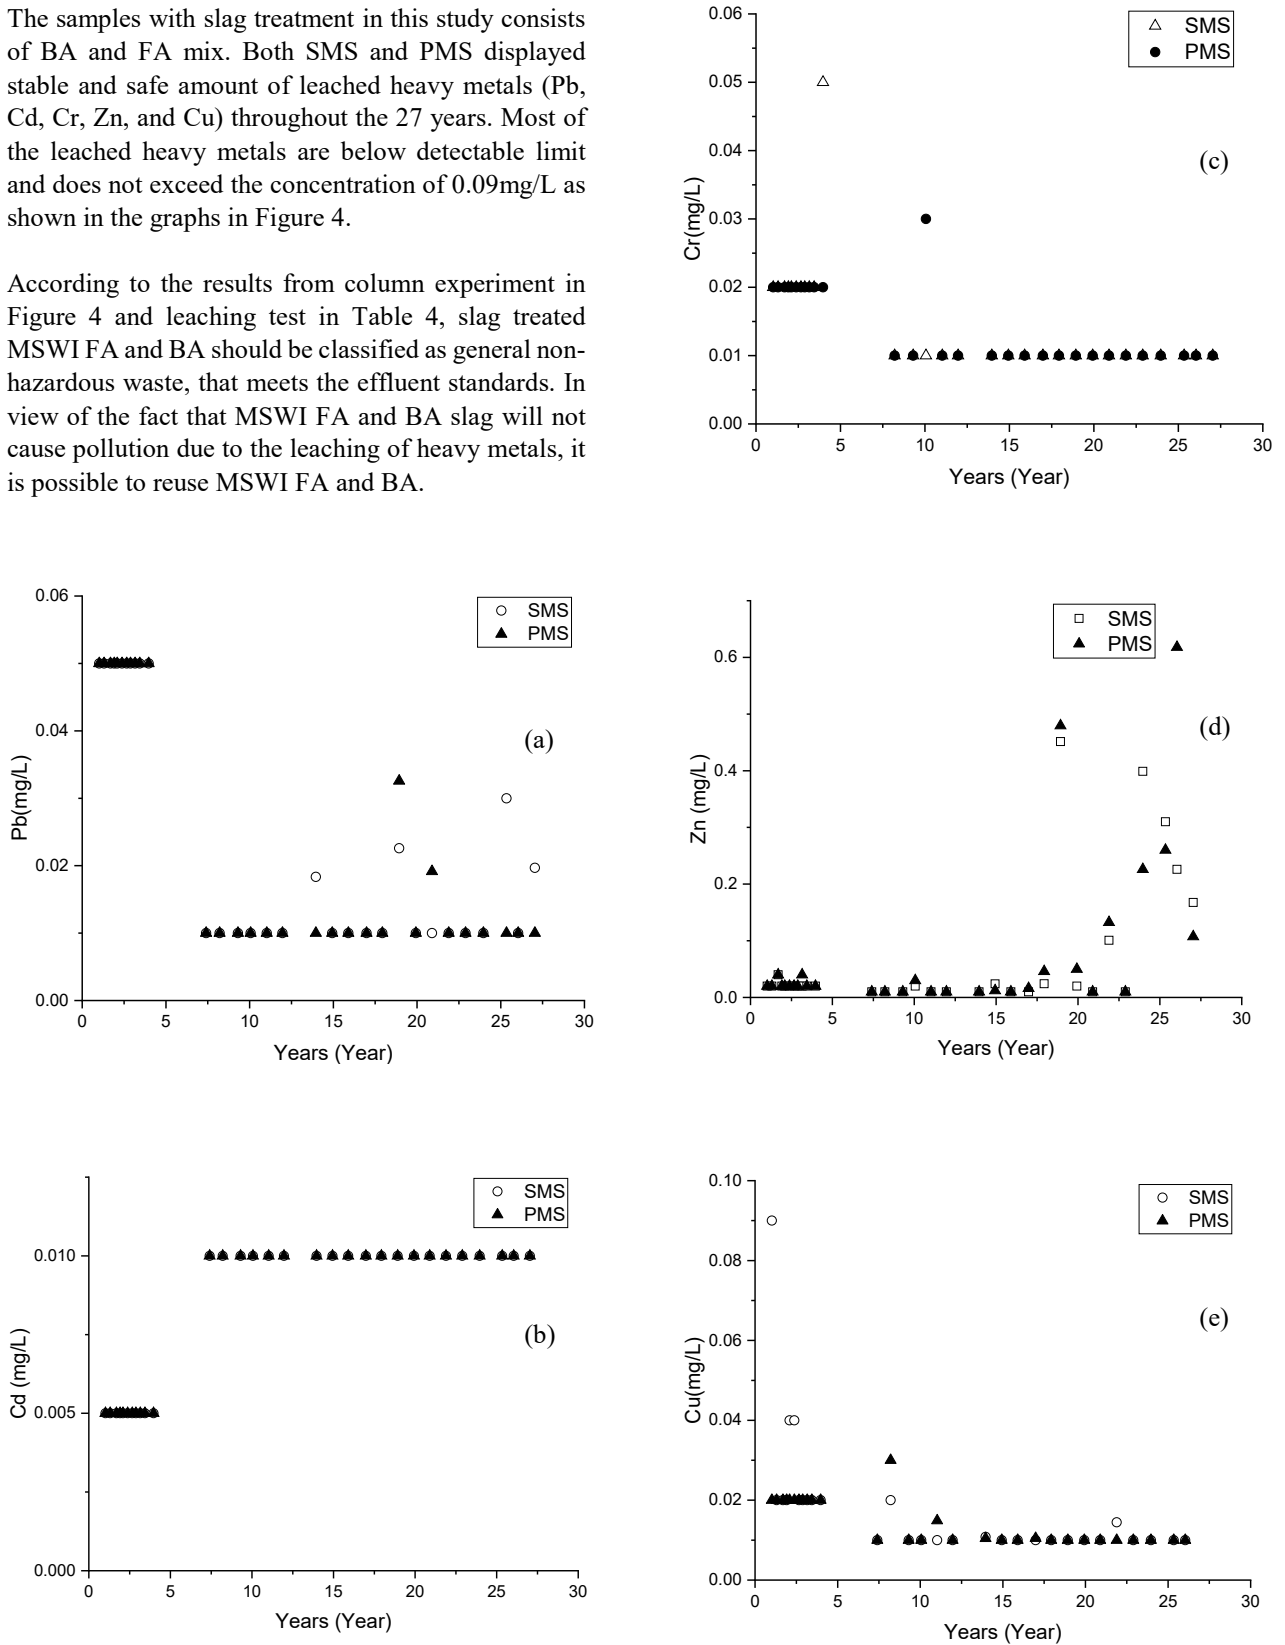 The samples with slag treatment in this study consists
of BA and FA mix. Both SMS and PMS displayed
stable and safe amount of leached heavy metals (Pb,
Cd, Cr, Zn, and Cu) throughout the 27 years. Most of
the leached heavy metals are below detectable limit
and does not exceed the concentration of 0.09mg/L as
shown in the graphs in Figure 4.
According to the results from column experiment in
Figure 4 and leaching test in Table 4, slag treated
MSWI FA and BA should be classified as general non-
hazardous waste, that meets the effluent standards. In
view of the fact that MSWI FA and BA slag will not
cause pollution due to the leaching of heavy metals, it
is possible to reuse MSWI FA and BA.
0.06
0.04
0.02
0.00
Pb(mg/L)
SMS
PMS
(a)
0 5 10 15 20 25 30
Years (Year)
0.010
0.005
0.000
Cd (mg/L)
SMS
PMS
(b)
0 5 10 15 20 25 30
Years (Year)
0.06
0.05
0.04
0.03
0.02
0.01
0.00
Cr(mg/L)
SMS
PMS
(c)
0 5 10 15 20 25 30
Years (Year)
0.6
0.4
0.2
0.0
Zn (mg/L)
SMS
PMS
(d)
0 5 10 15 20 25 30
Years (Year)
0.10
0.08
0.06
0.04
0.02
0.00
Cu(mg/L)
SMS
PMS
(e)
0 5 10 15 20 25 30
Years (Year)